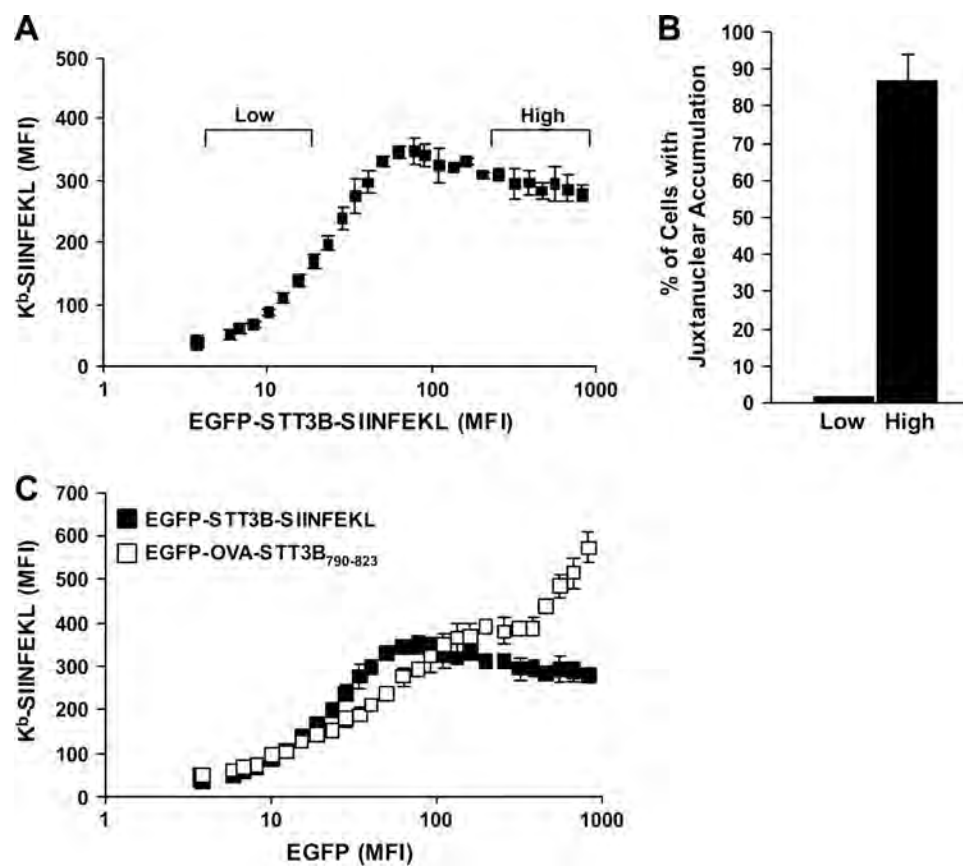 A
500
400
300
200
100
0
Low
High
K^b-SIINFEKL (MFI)
1
10
100
1000
EGFP-STT3B-SIINFEKL (MFI)
B
100
90
80
70
60
50
40
30
20
10
0
% of Cells with
Juxtanuclear Accumulation
Low High
C
700
600
500
400
300
200
100
0
EGFP-STT3B-SIINFEKL
EGFP-OVA-STT3B790-823
K^b-SIINFEKL (MFI)
1
10
100
1000
EGFP (MFI)